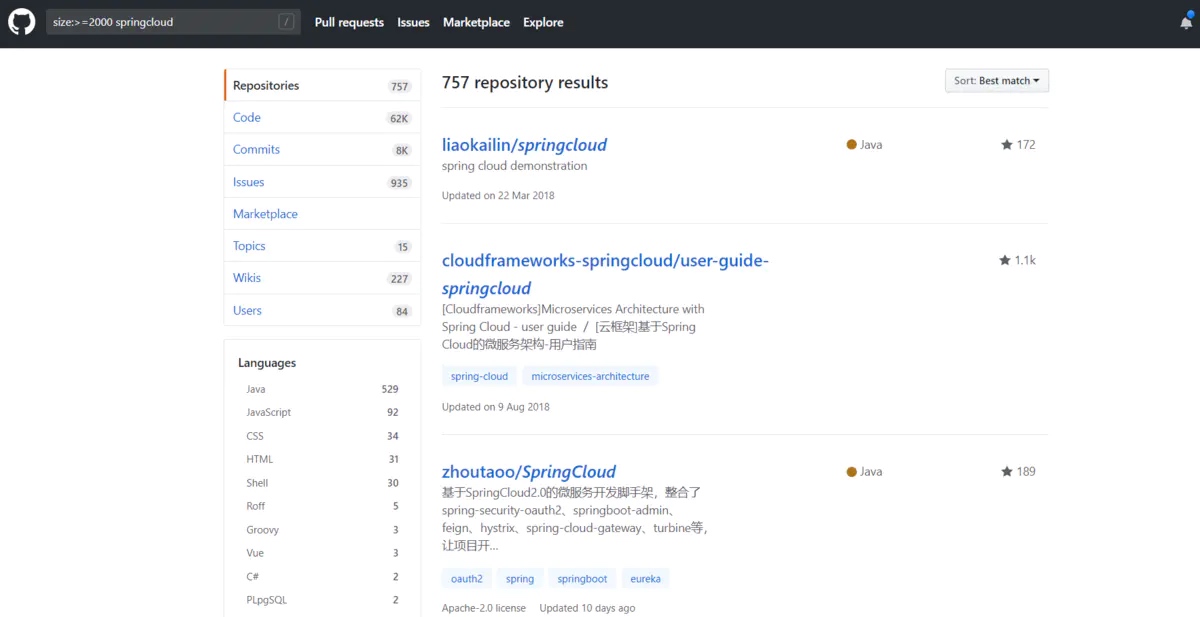 size:>=2000 springcloud
/
Pull requests Issues Marketplace Explore
Repositories 757
Code 62K
Commits 8K
Issues 935
Marketplace
Topics 15
Wikis 227
Users 84
Languages
Java 529
JavaScript 92
CSS 34
HTML 31
Shell 30
Roff 5
Groovy 3
Vue 3
C# 2
PLpgSQL 2
757 repository results
Sort: Best match
liaokailin/springcloud
Java
172
spring cloud demonstration
Updated on 22 Mar 2018
cloudframeworks-springcloud/user-guide-
springcloud
1.1k
[Cloudframeworks]Microservices Architecture with
Spring Cloud - user guide / [云框架]基于Spring
Cloud的微服务架构-用户指南
spring-cloud microservices-architecture
Updated on 9 Aug 2018
zhoutaoo/SpringCloud
Java
189
基于SpringCloud2.0的微服务开发脚手架，整合了
spring-security-oauth2、springboot-admin、
feign、hystrix、spring-cloud-gateway、turbine等，
让项目开...
oauth2 spring springboot eureka
Apache-2.0 license Updated 10 days ago